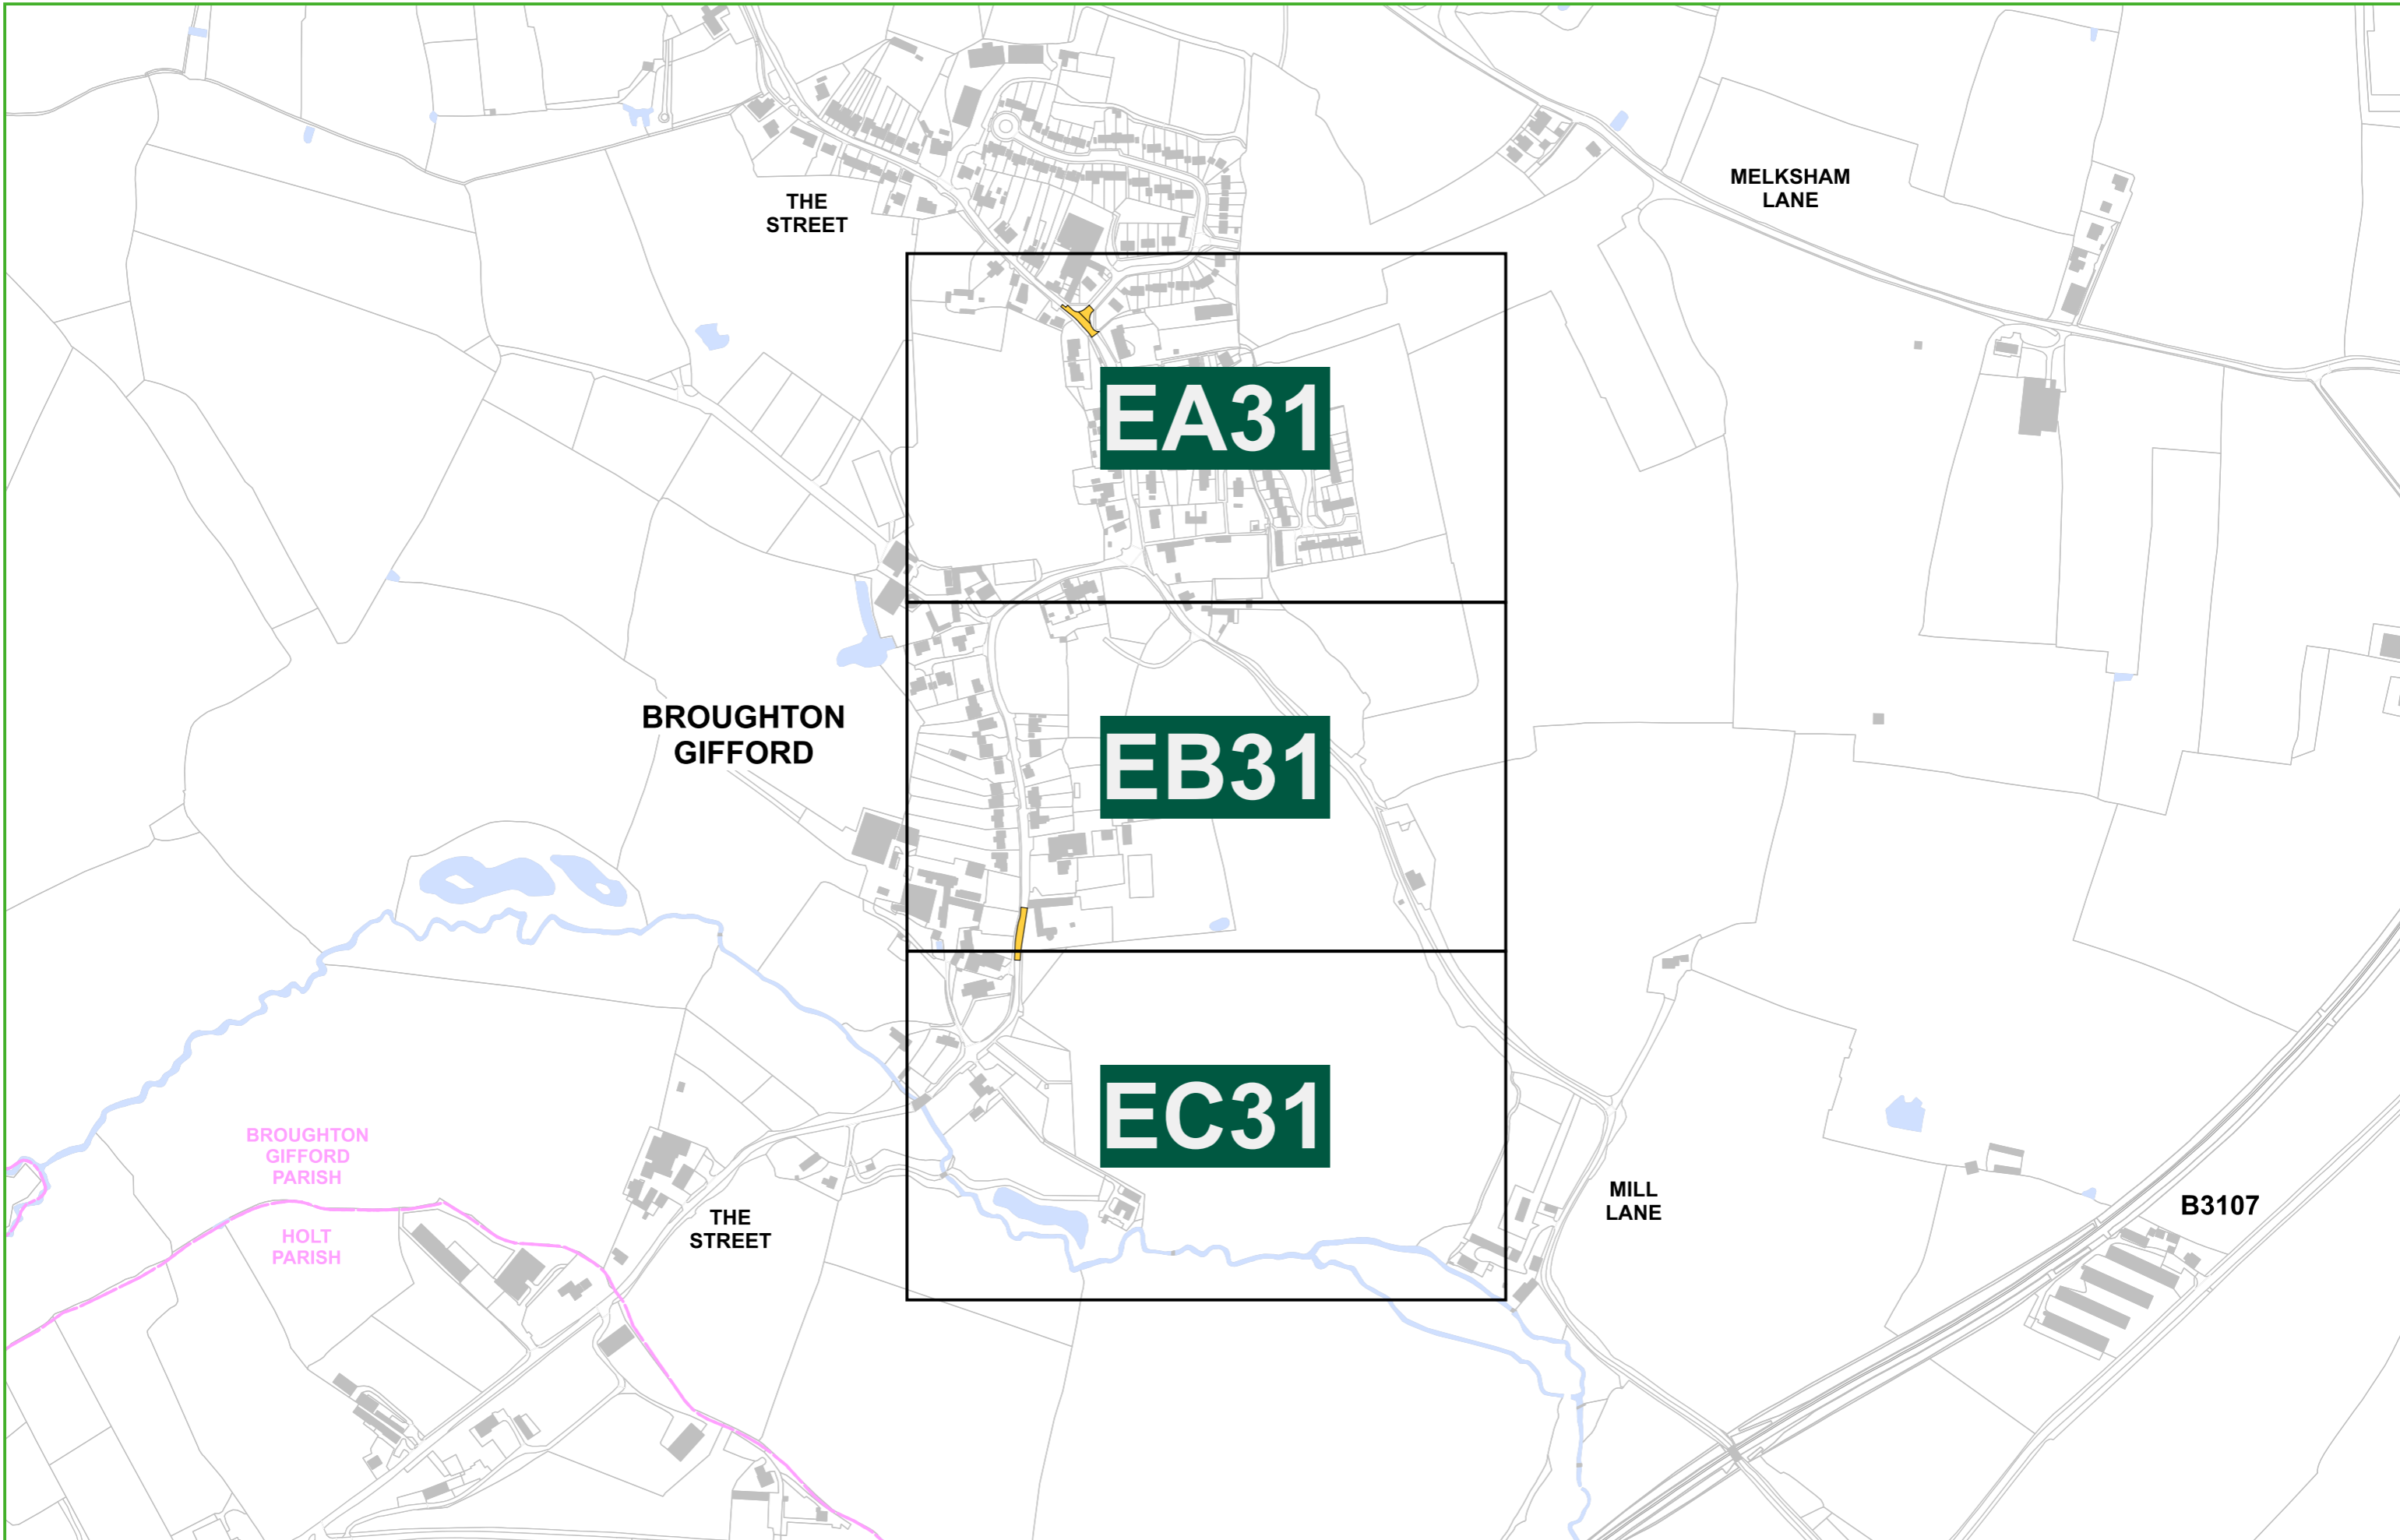 THE
STREET
MELKSHAM
LANE
EA31
BROUGHTON
GIFFORD
EB31
EC31
BROUGHTON
GIFFORD
PARISH
HOLT
PARISH
THE
STREET
MILL
LANE
B3107